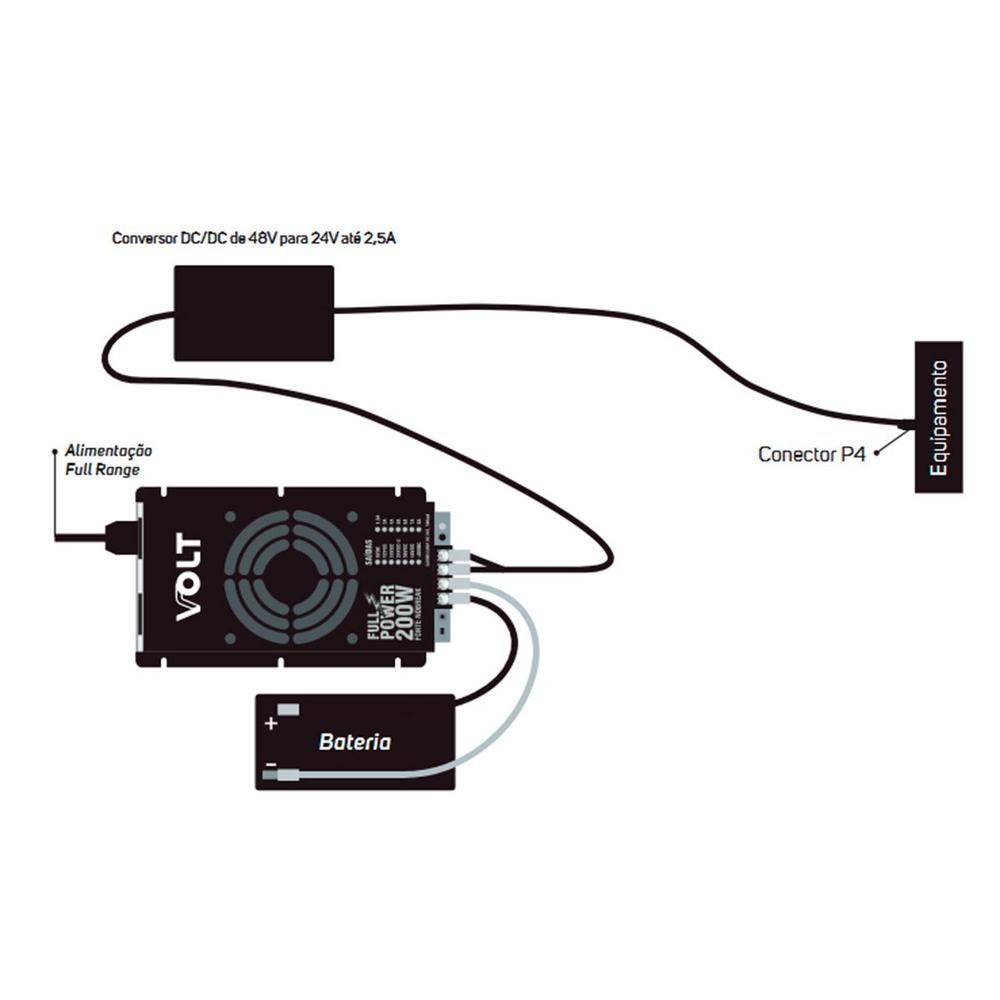 Conversor DC/DC de 48V para 24V até 2,5A
Equipamento
Conector P4
Alimentação
Full Range
VOLT
SAÍDAS
FULL
POWER
200W
FONTE NOBREAK
+
Bateria
-